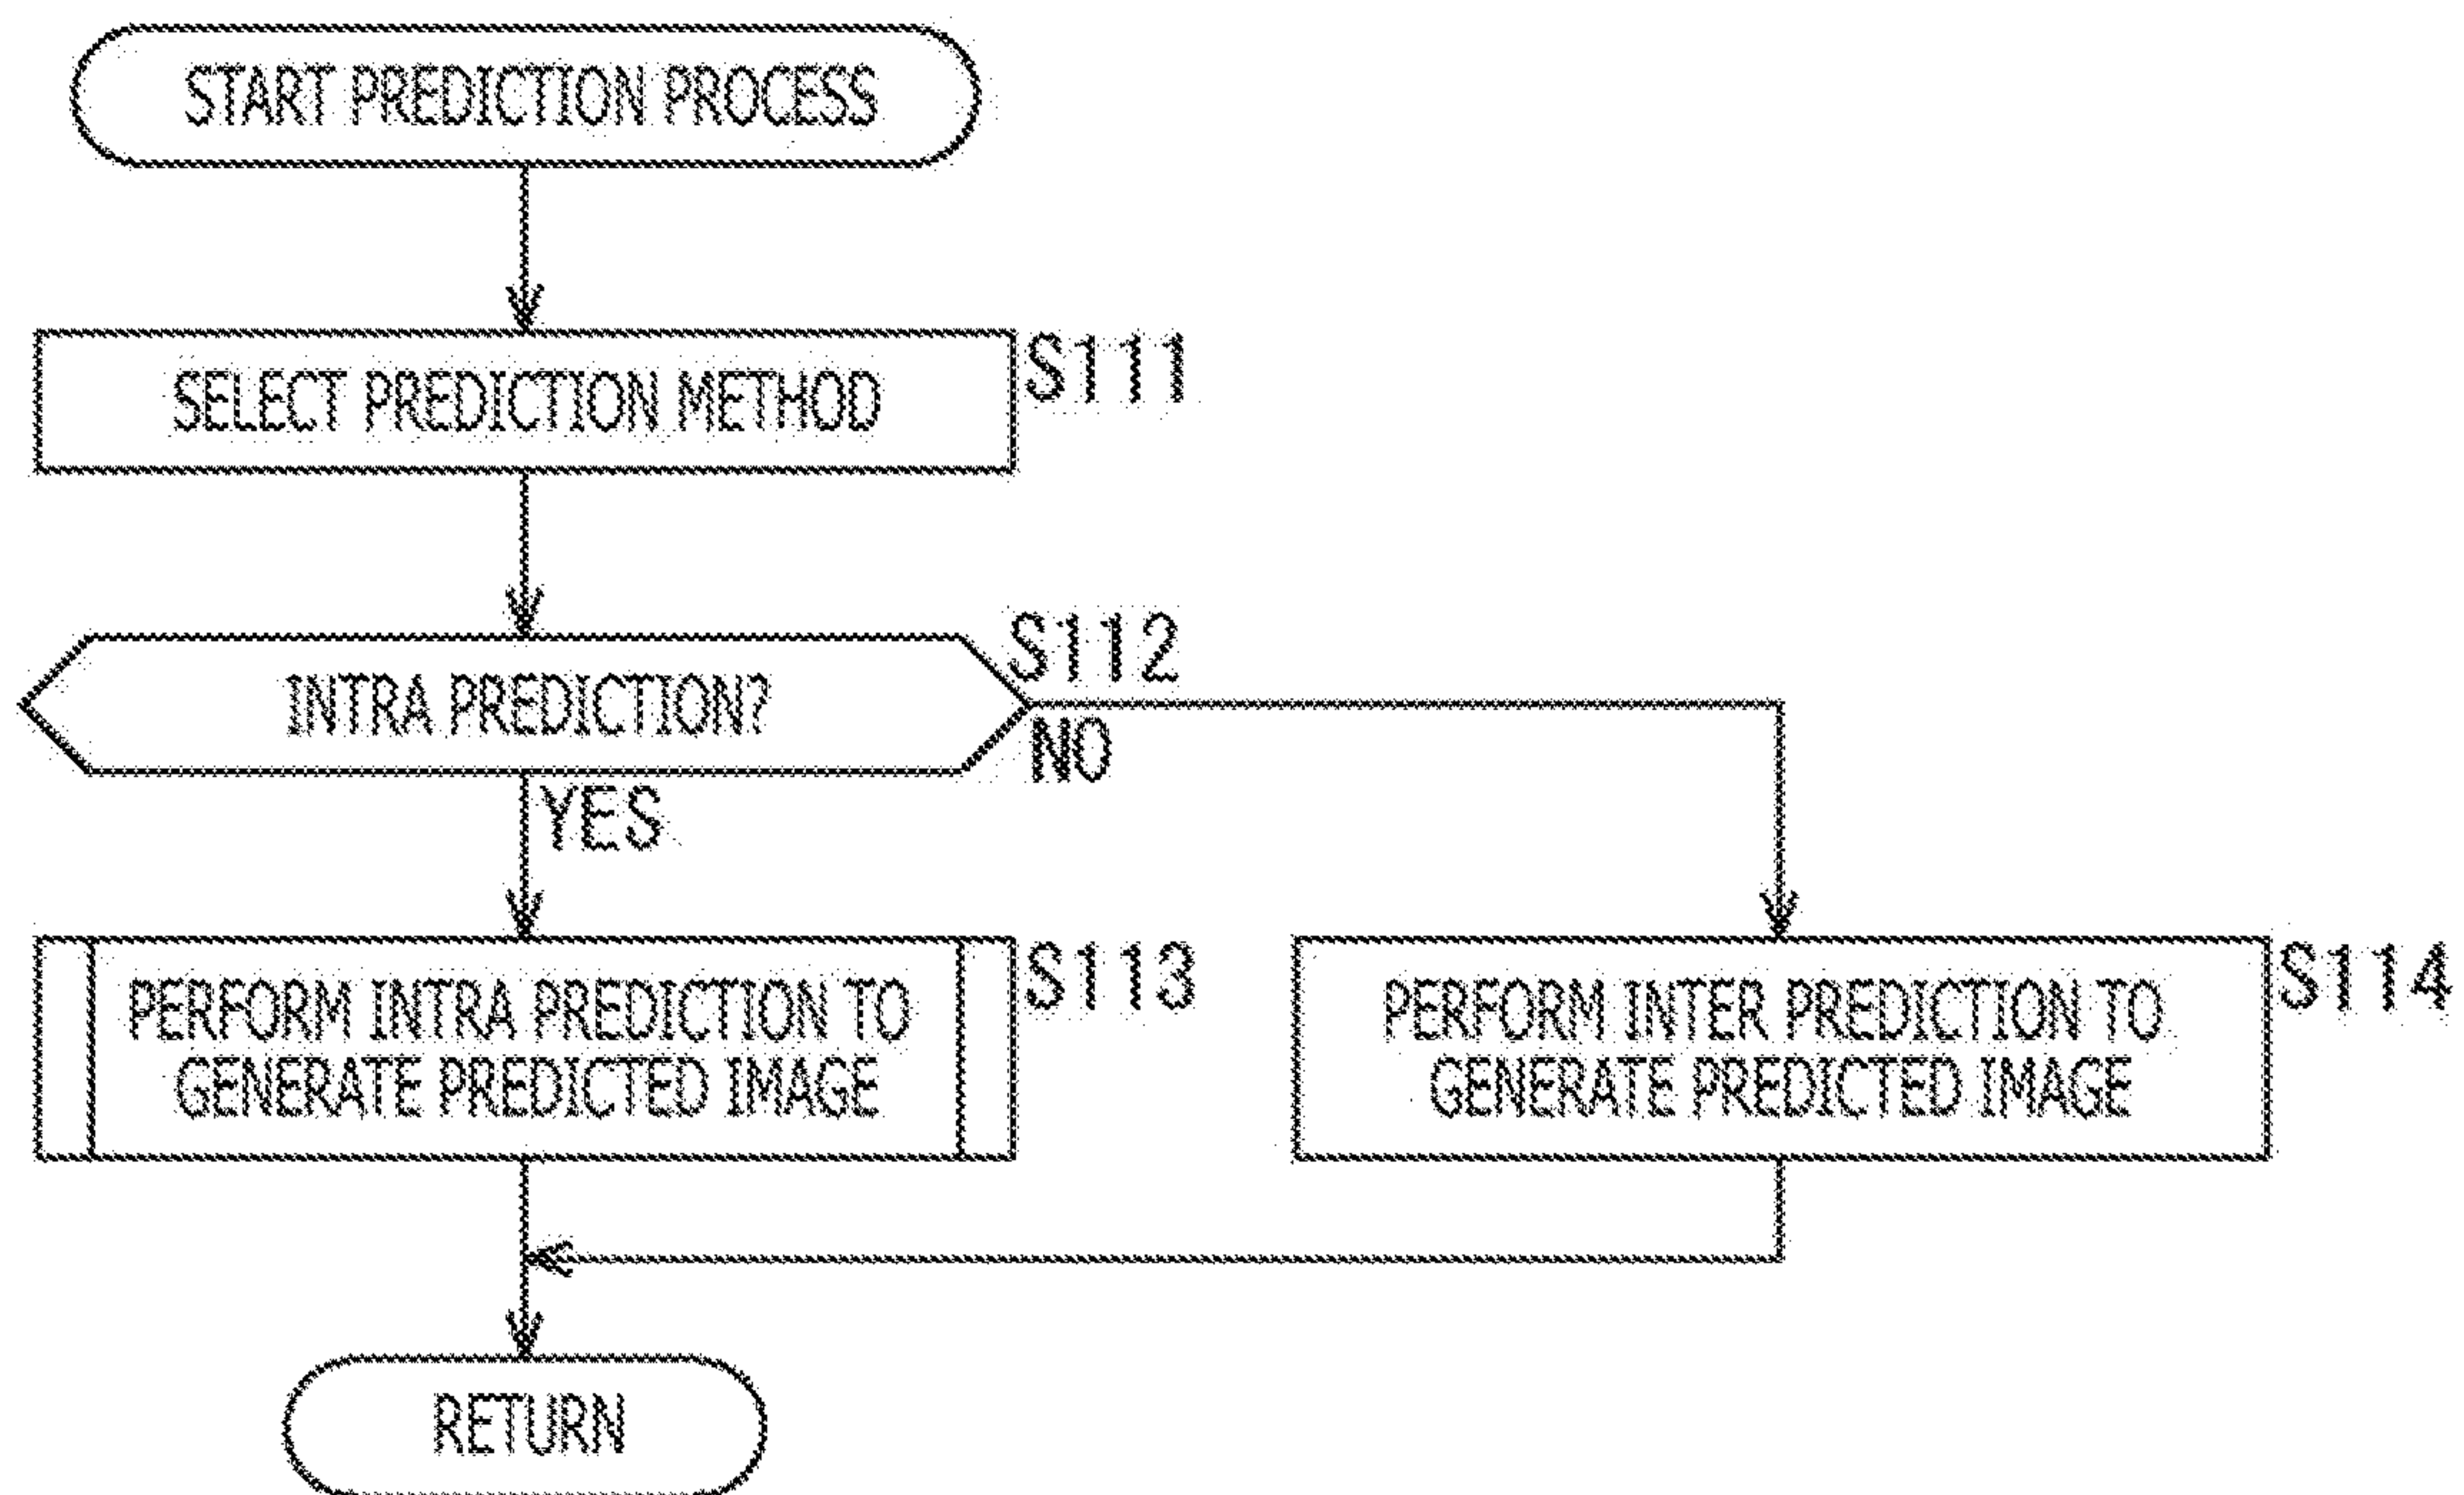 START PREDICTION PROCESS
SELECT PREDICTION METHOD
S111
INTRA PREDICTION?
S112
NO
YES
PERFORM INTRA PREDICTION TO
GENERATE PREDICTED IMAGE
S113
PERFORM INTER PREDICTION TO
GENERATE PREDICTED IMAGE
S114
RETURN